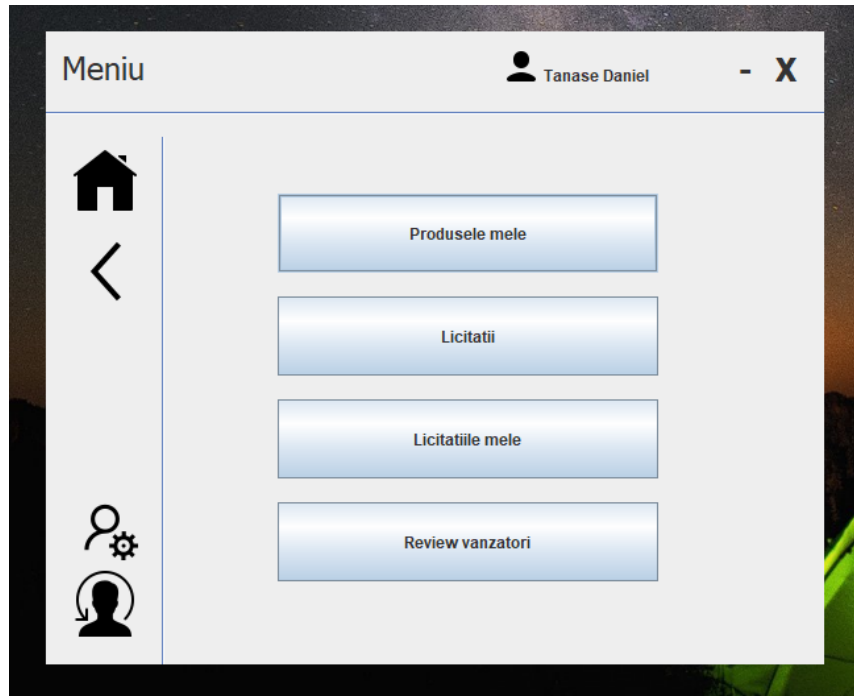 Meniu
Tanase Daniel
- X
Produsele mele
Licitatii
Licitatiile mele
Review vanzatori